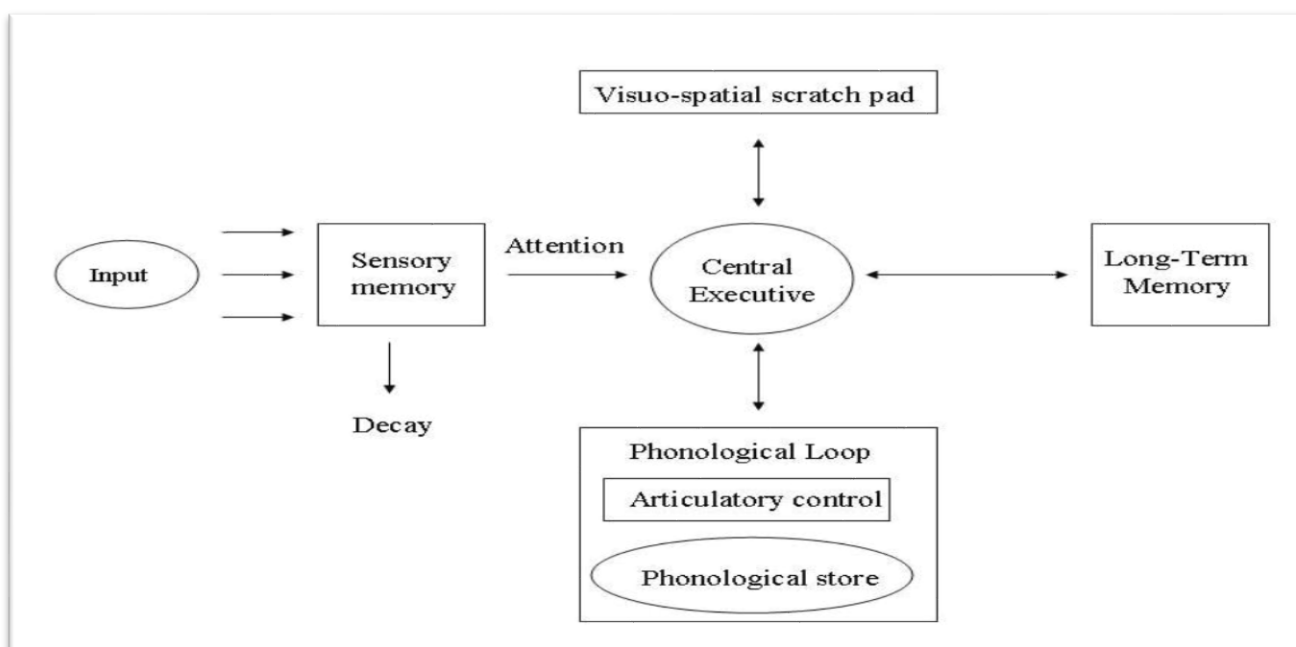 Visuo-spatial scratch pad
Input
Sensory
memory
Attention
Central
Executive
Long-Term
Memory
Decay
Phonological Loop
Articulatory control
Phonological store